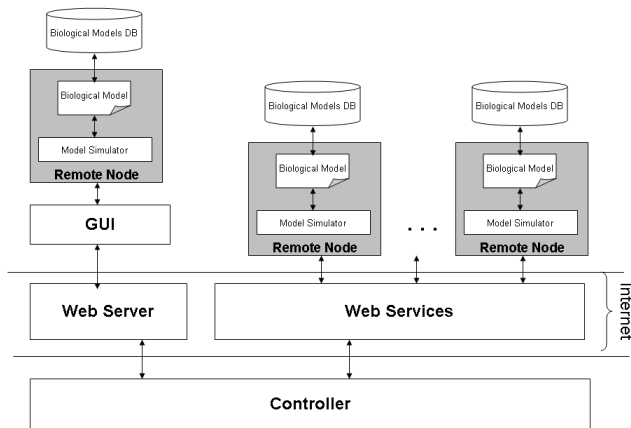 Biological Models DB
Biological Model
Model Simulator
Remote Node
GUI
Biological Models DB
Biological Model
Model Simulator
Remote Node
. . .
Biological Models DB
Biological Model
Model Simulator
Remote Node
Web Server
Web Services
Internet
Controller